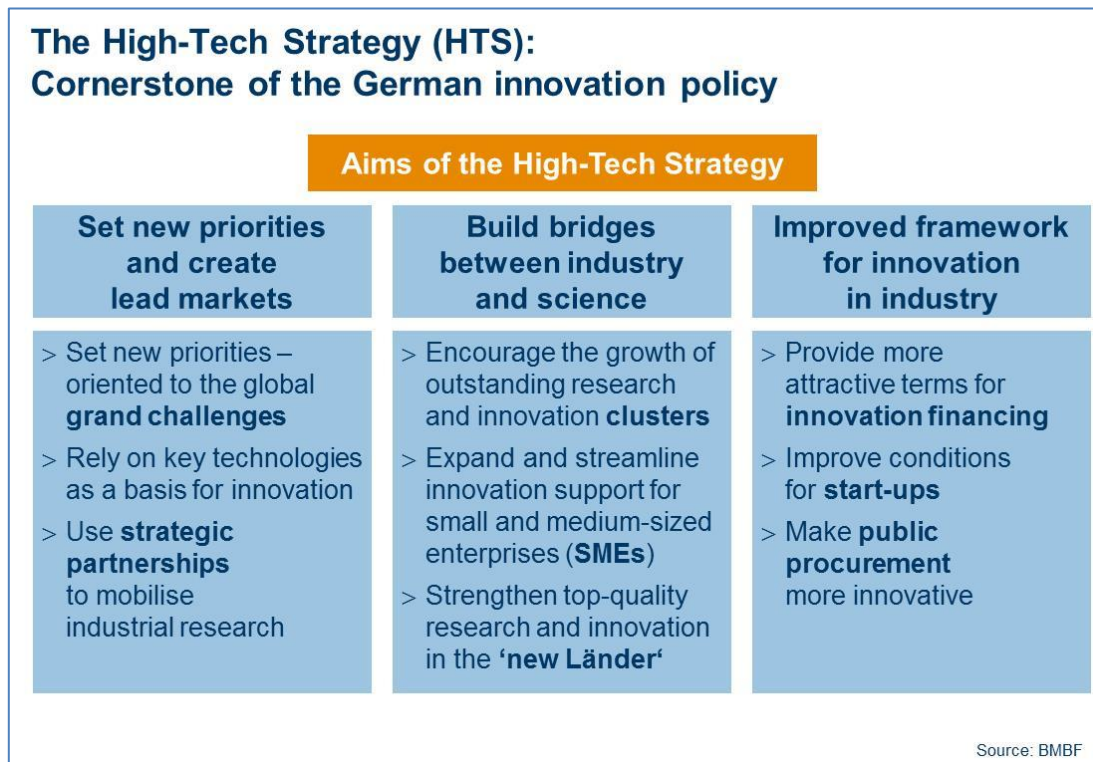 The High-Tech Strategy (HTS):
Cornerstone of the German innovation policy
Aims of the High-Tech Strategy
Set new priorities
and create
lead markets
> Set new priorities –
oriented to the global
grand challenges
> Rely on key technologies
as a basis for innovation
> Use strategic
partnerships
to mobilise
industrial research
Build bridges
between industry
and science
> Encourage the growth of
outstanding research
and innovation clusters
> Expand and streamline
innovation support for
small and medium-sized
enterprises (SMEs)
> Strengthen top-quality
research and innovation
in the ‘new Länder‘
Improved framework
for innovation
in industry
> Provide more
attractive terms for
innovation financing
> Improve conditions
for start-ups
> Make public
procurement
more innovative
Source: BMBF